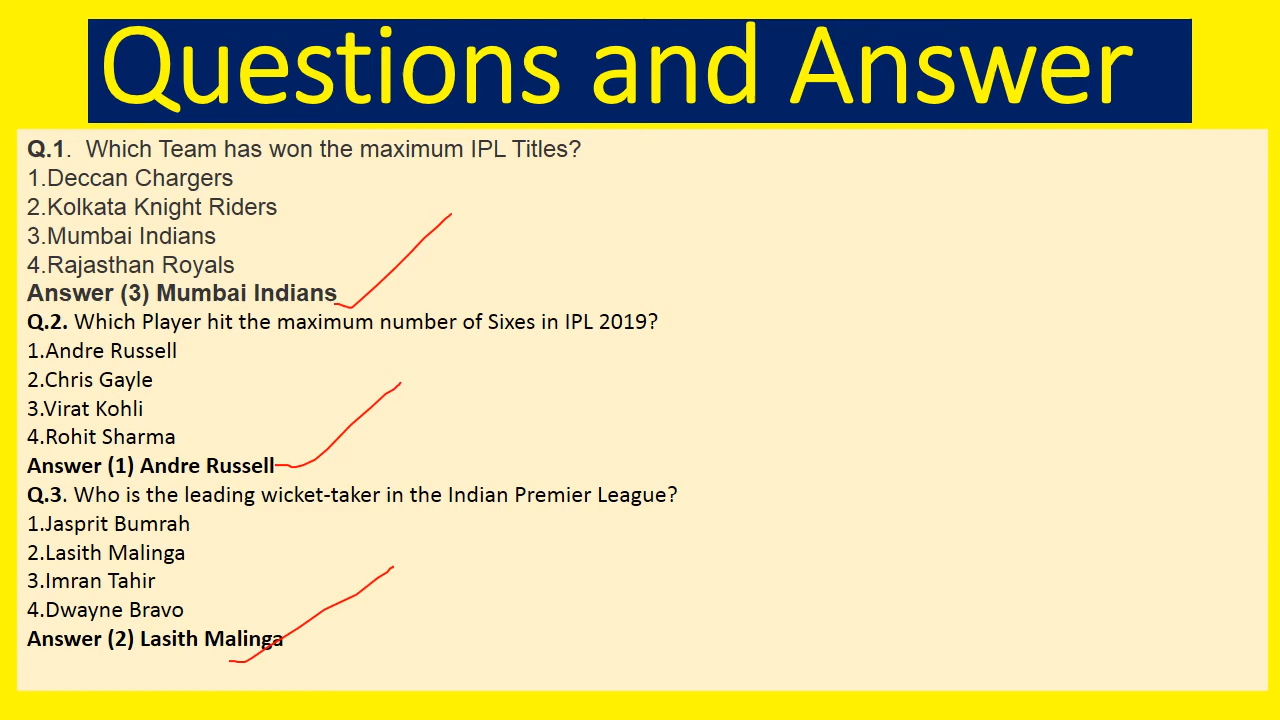 Questions and Answer
Q.1.  Which Team has won the maximum IPL Titles?
1.Deccan Chargers
2.Kolkata Knight Riders
3.Mumbai Indians
4.Rajasthan Royals
Answer (3) Mumbai Indians
Q.2. Which Player hit the maximum number of Sixes in IPL 2019?
1.Andre Russell
2.Chris Gayle
3.Virat Kohli
4.Rohit Sharma
Answer (1) Andre Russell
Q.3. Who is the leading wicket-taker in the Indian Premier League?
1.Jasprit Bumrah
2.Lasith Malinga
3.Imran Tahir
4.Dwayne Bravo
Answer (2) Lasith Malinga